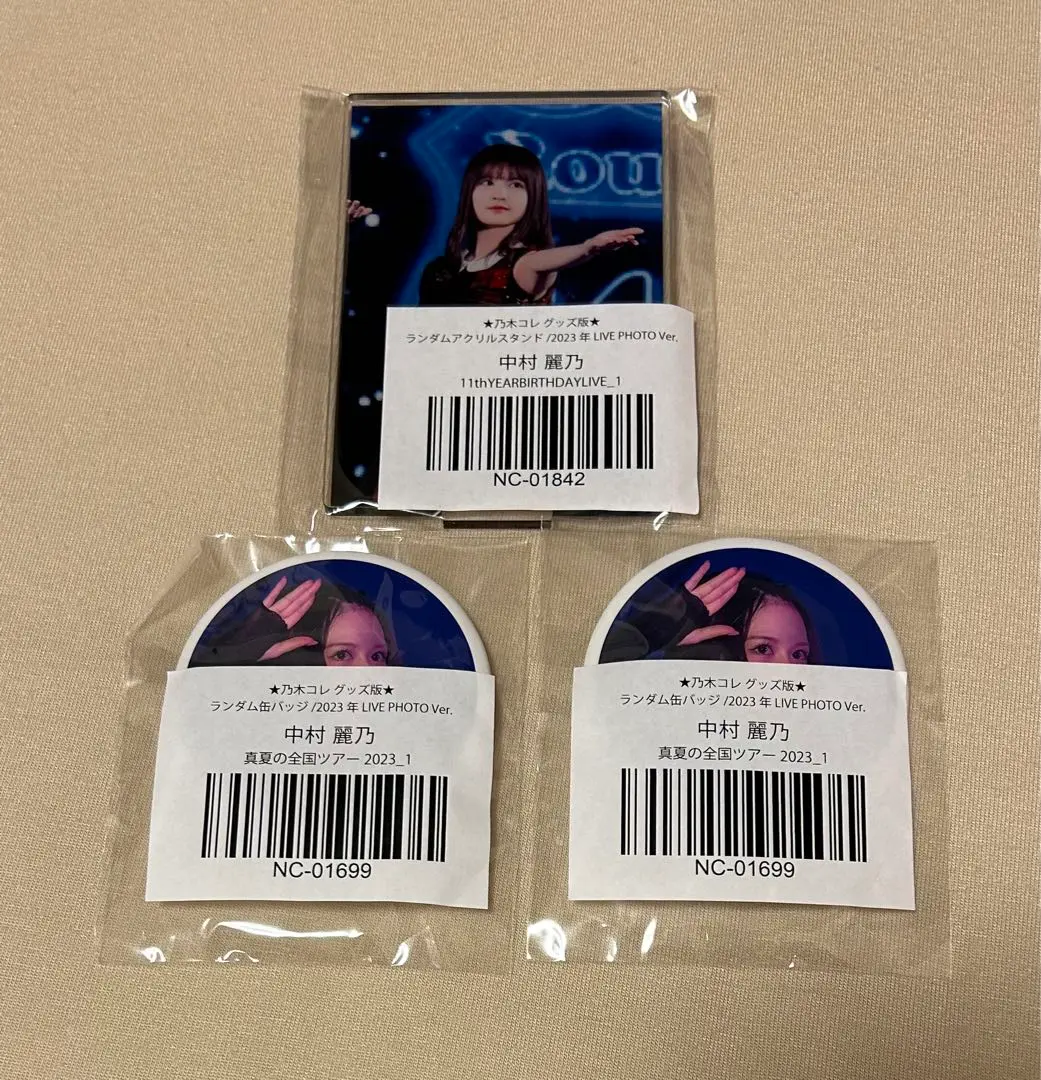 You
★乃木コレ グッズ版★
ランダムアクリルスタンド /2023 年 LIVE PHOTO Ver.
中村 麗乃
11thYEARBIRTHDAYLIVE_1
NC-01842
★乃木コレ グッズ版★
ランダム缶バッジ /2023 年 LIVE PHOTO Ver.
中村 麗乃
真夏の全国ツアー 2023_1
NC-01699
★乃木コレ グッズ版★
ランダム缶バッジ /2023 年 LIVE PHOTO Ver.
中村 麗乃
真夏の全国ツアー 2023_1
NC-01699